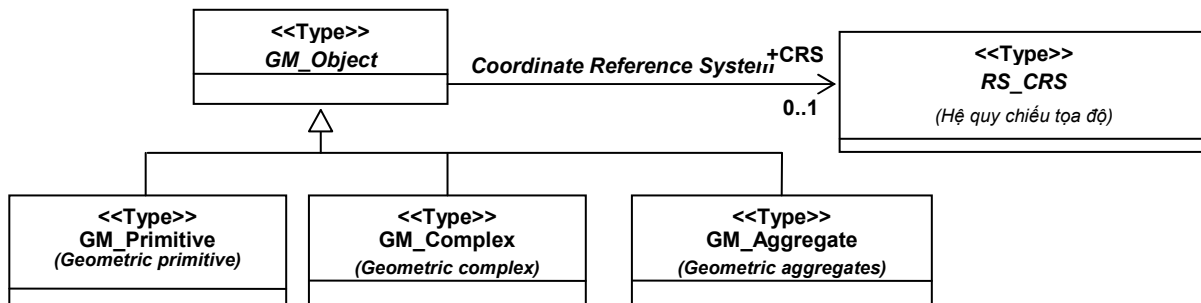 <<Type>>
GM_Object
Coordinate Reference System
+CRS
0..1
<<Type>>
RS_CRS
(Hệ quy chiếu tọa độ)
<<Type>>
GM_Primitive
(Geometric primitive)
<<Type>>
GM_Complex
(Geometric complex)
<<Type>>
GM_Aggregate
(Geometric aggregates)